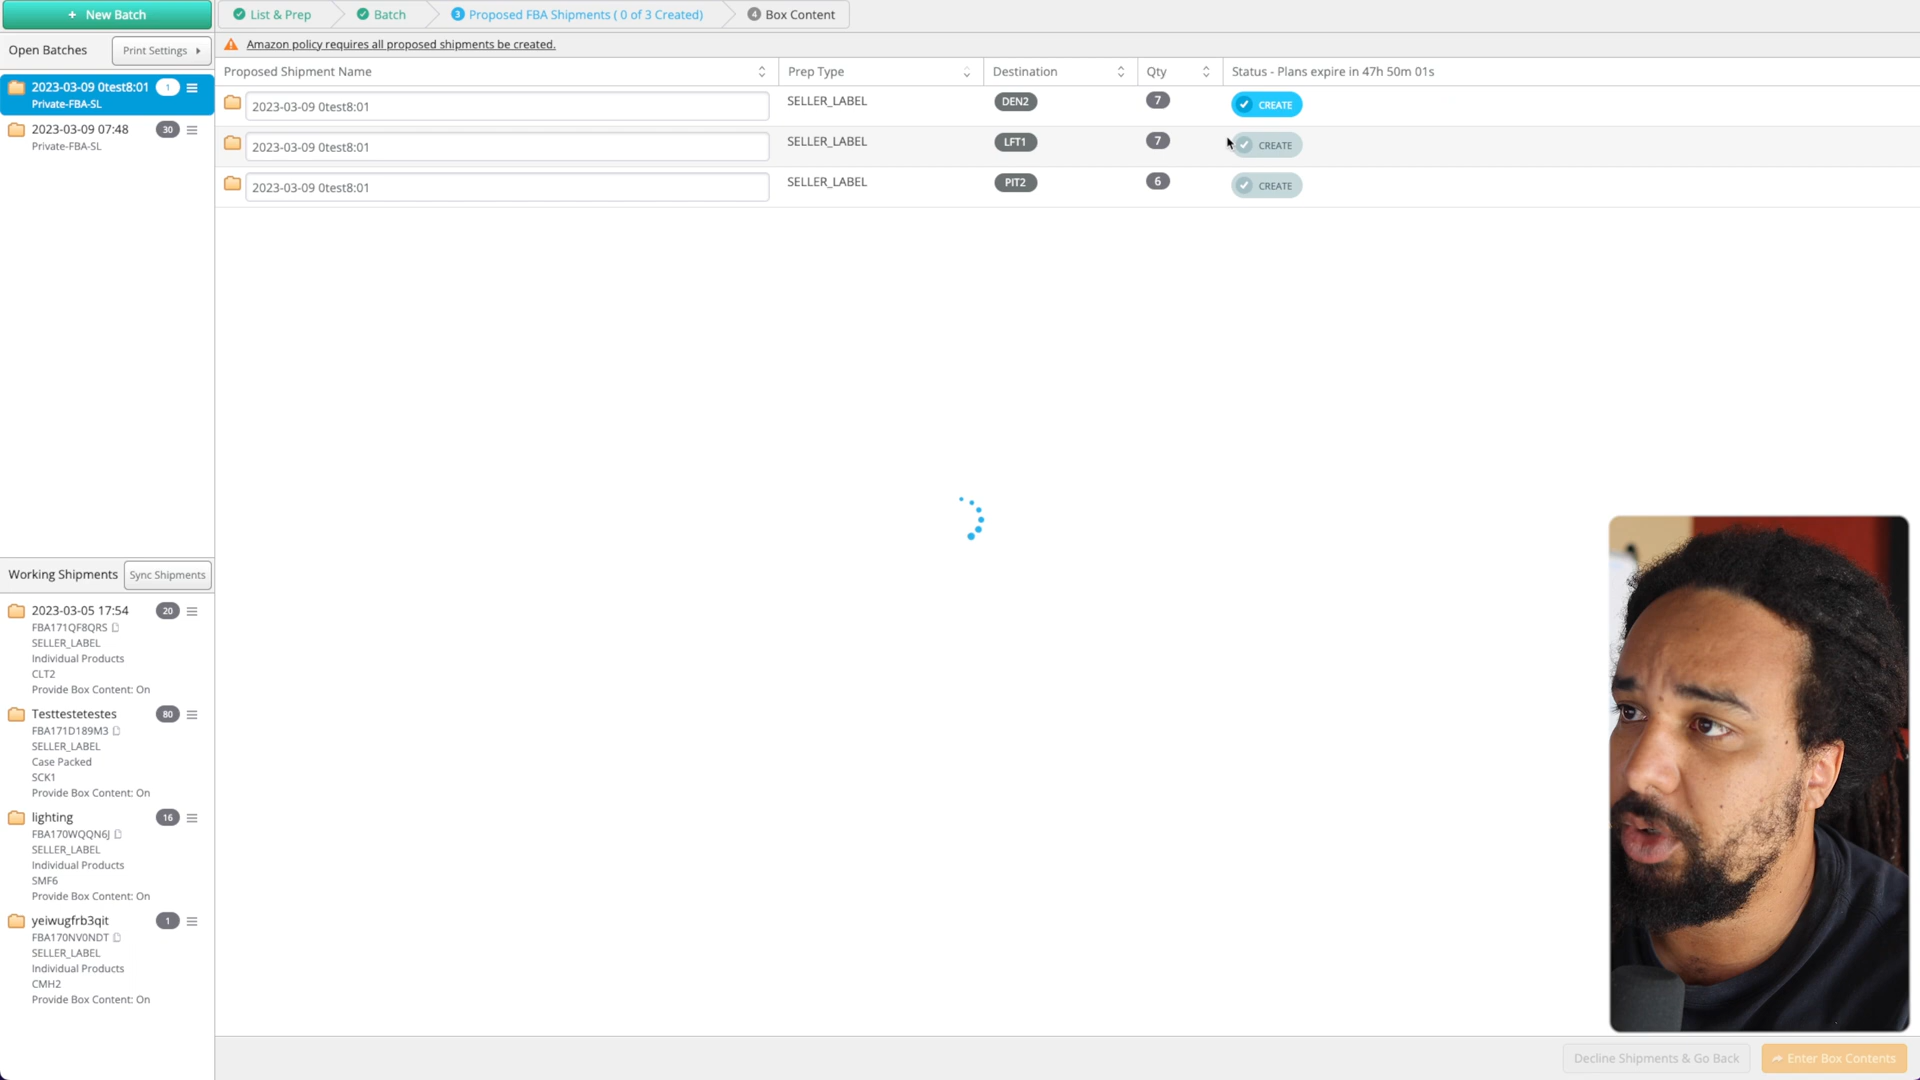 + New Batch
List & Prep
Batch
3 Proposed FBA Shipments ( 0 of 3 Created)
4 Box Content
Open Batches
Print Settings
Amazon policy requires all proposed shipments be created.
Proposed Shipment Name
Prep Type
Destination
Qty
Status - Plans expire in 47h 50m 01s
2023-03-09 0test8:01
1
Private-FBA-SL
2023-03-09 07:48
30
Private-FBA-SL
2023-03-09 0test8:01
SELLER_LABEL
DEN2
7
CREATE
2023-03-09 0test8:01
SELLER_LABEL
LFT1
7
CREATE
2023-03-09 0test8:01
SELLER_LABEL
PIT2
6
CREATE
Working Shipments
Sync Shipments
2023-03-05 17:54
20
FBA171QF8QRS
SELLER_LABEL
Individual Products
CLT2
Provide Box Content: On
Testtestetestes
80
FBA171D189M3
SELLER_LABEL
Case Packed
SCK1
Provide Box Content: On
lighting
16
FBA170WQQN6J
SELLER_LABEL
Individual Products
SMF6
Provide Box Content: On
yeiwugfrb3qit
1
FBA170NV0NDT
SELLER_LABEL
Individual Products
CMH2
Provide Box Content: On
Decline Shipments & Go Back
Enter Box Contents